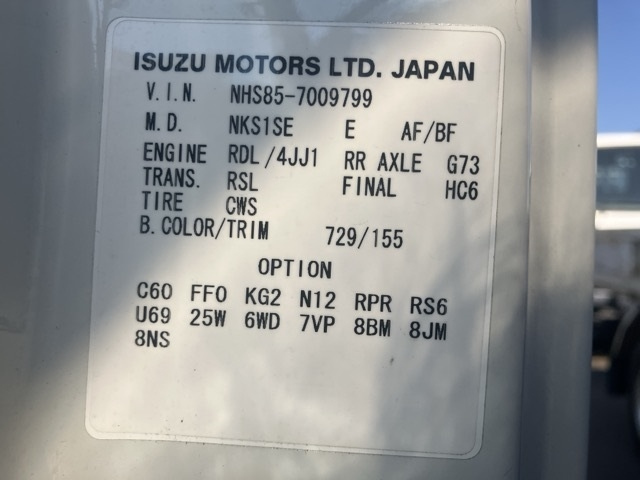 ISUZU MOTORS LTD. JAPAN
V.I.N. NHS85-7009799
M.D. NKS1SE E AF/BF
ENGINE RDL/4JJ1 RR AXLE G73
TRANS. RSL FINAL HC6
TIRE CWS
B.COLOR/TRIM 729/155
OPTION
C60 FF0 KG2 N12 RPR RS6
U69 25W 6WD 7VP 8BM 8JM
8NS